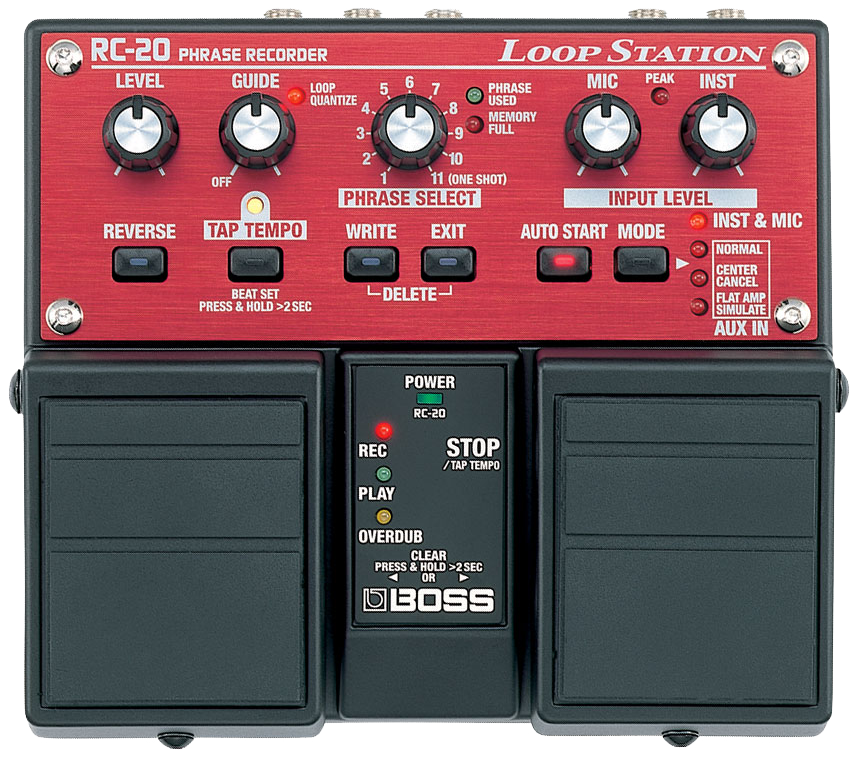 RC-20 PHRASE RECORDER
LOOP STATION
LEVEL
GUIDE
LOOP
QUANTIZE
OFF
1 2 3 4 5 6 7 8 9 10 11 (ONE SHOT)
PHRASE
USED
MEMORY
FULL
PHRASE SELECT
MIC
PEAK
INST
INPUT LEVEL
REVERSE
TAP TEMPO
BEAT SET
PRESS & HOLD >2 SEC
WRITE
EXIT
DELETE
AUTO START
MODE
INST & MIC
NORMAL
CENTER
CANCEL
FLAT AMP
SIMULATE
AUX IN
POWER
RC-20
REC
STOP
/TAP TEMPO
PLAY
OVERDUB
CLEAR
PRESS & HOLD >2 SEC
◀ OR ▶
BOSS